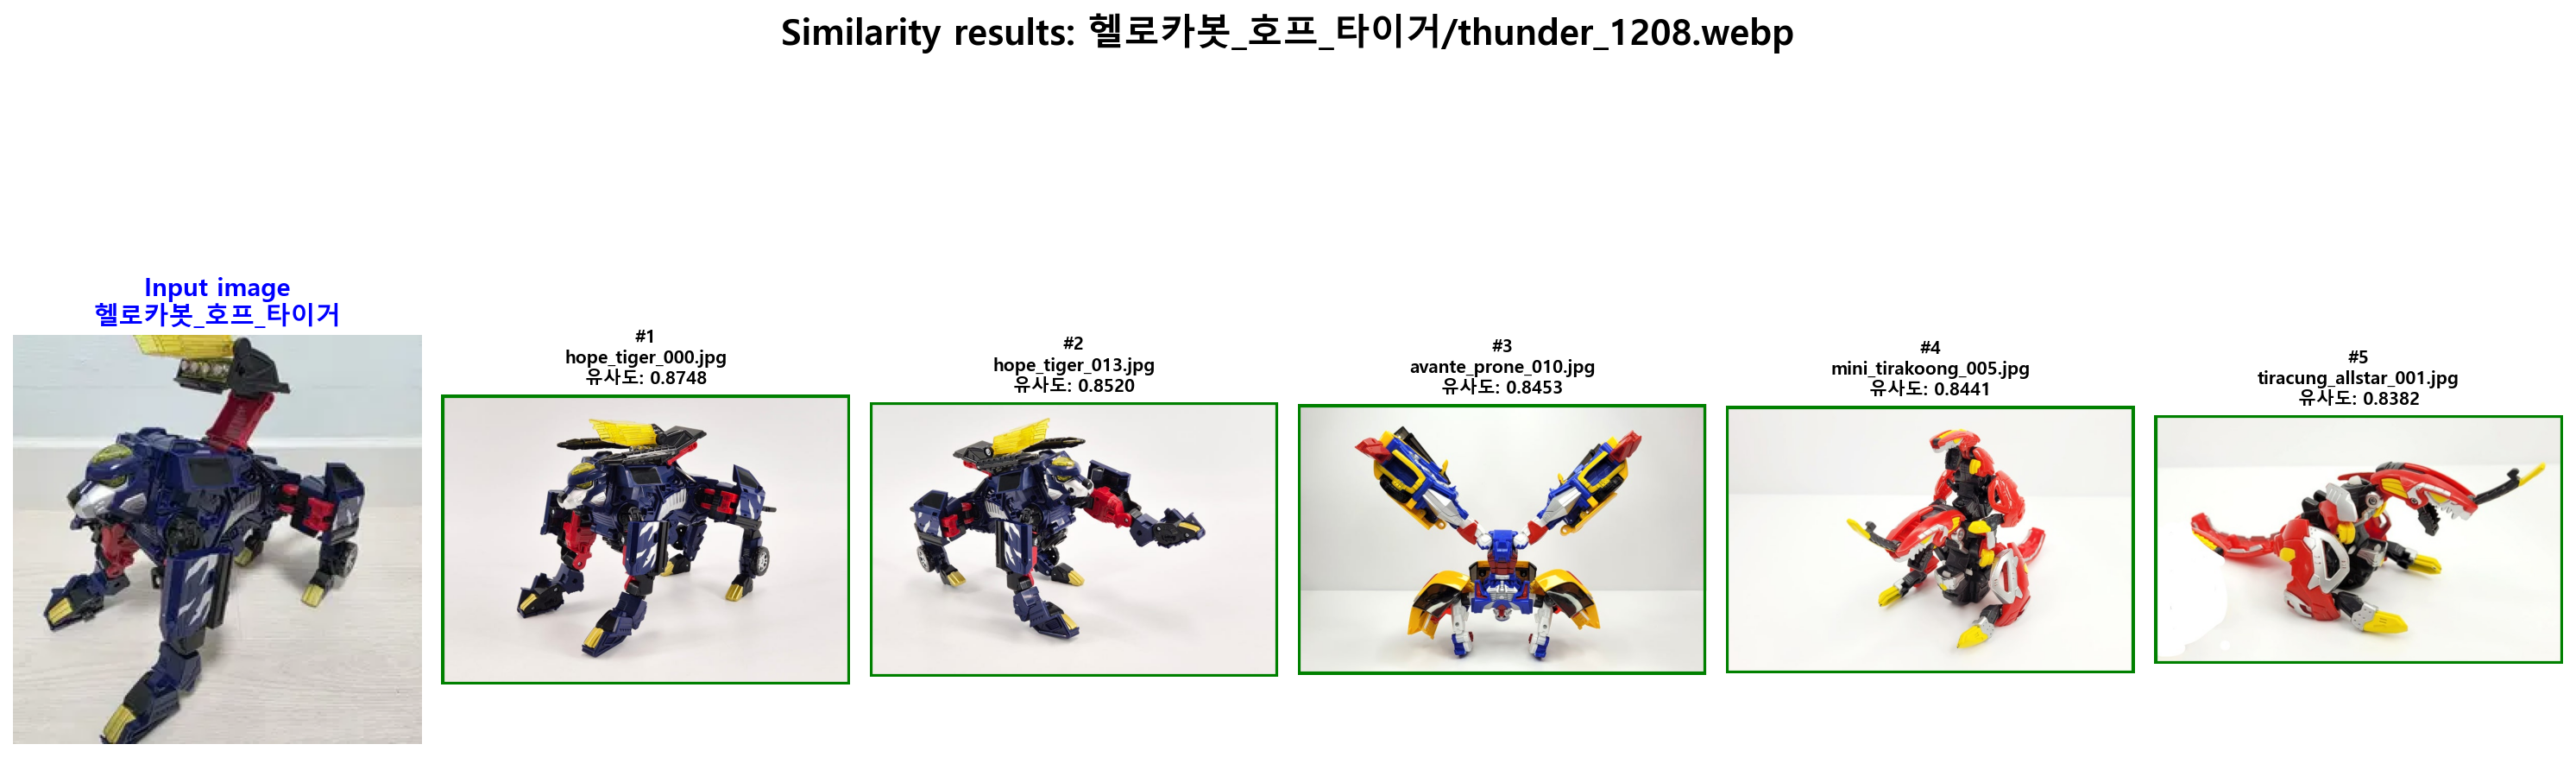 Similarity results: 헬로카봇_호프_타이거/thunder_1208.webp
Input image
헬로카봇_호프_타이거
#1
hope_tiger_000.jpg
유사도: 0.8748
#2
hope_tiger_013.jpg
유사도: 0.8520
#3
avante_prone_010.jpg
유사도: 0.8453
#4
mini_tirakoong_005.jpg
유사도: 0.8441
#5
tiracung_allstar_001.jpg
유사도: 0.8382